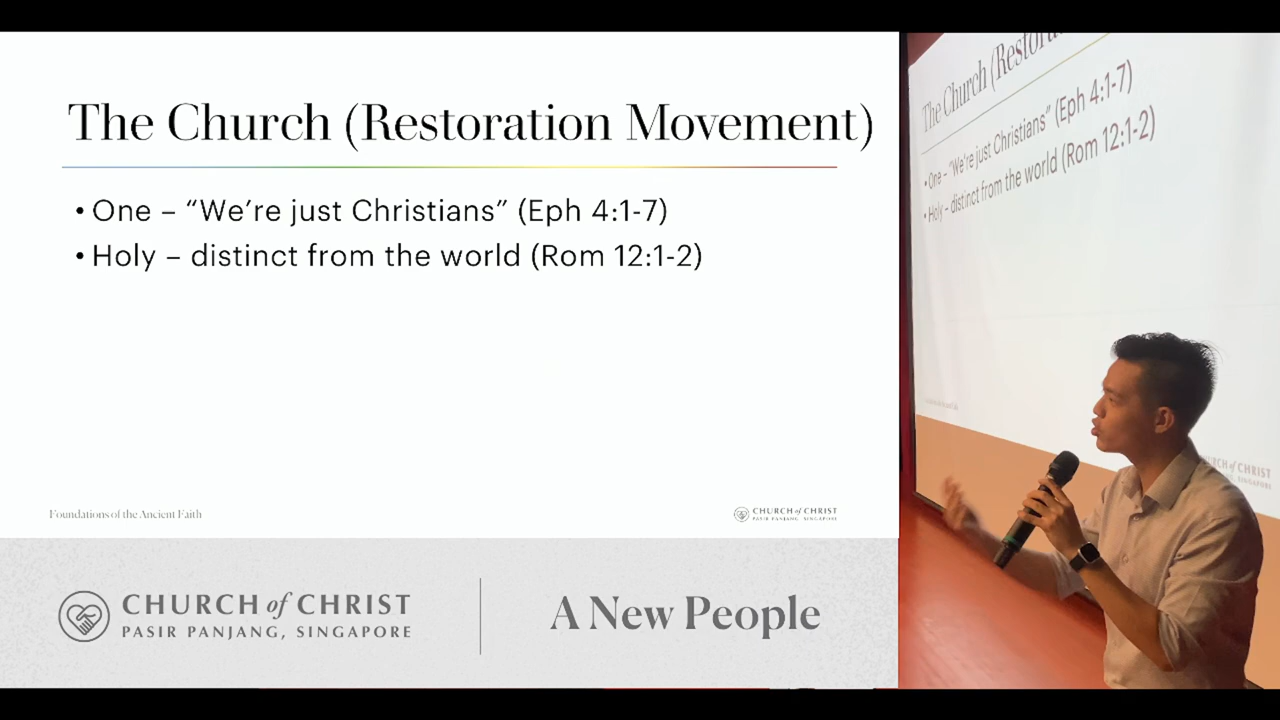 The Church (Restoration Movement)
• One – “We’re just Christians” (Eph 4:1-7)
• Holy – distinct from the world (Rom 12:1-2)
Foundations of the Ancient Faith
CHURCH of CHRIST
PASIR PANJANG, SINGAPORE
CHURCH of CHRIST
PASIR PANJANG, SINGAPORE
A New People
The Church (Restora
• One – “We’re just Christians” (Eph 4:1-7)
• Holy – distinct from the world (Rom 12:1-2)
CHURCH of CHRIST
SINGAPORE